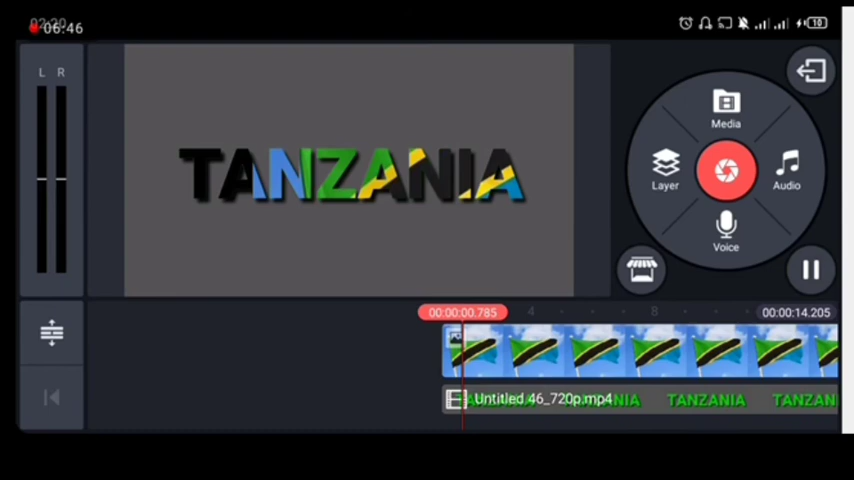 06:46
10
L R
TANZANIA
Media
Layer
Audio
Voice
00:00:00.785
4
8
00:00:14.205
Untitled 46_720p.mp4
TANZANIA